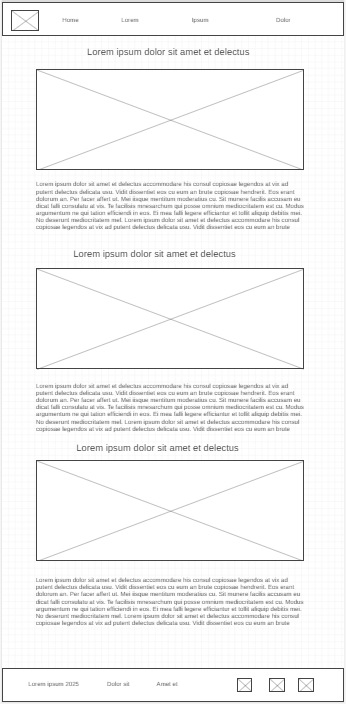 Home Lorem Ipsum Dolor
Lorem ipsum dolor sit amet et delectus
Lorem ipsum dolor sit amet et delectus accommodare his consul copiosae legendos at vix ad
putent delectus delicata usu. Vidit dissentiet eos cu eum an brute copiosae hendrerit. Eos erant
dolorum an. Per facer affert ut. Mei iisque mentitum moderatius cu. Sit munere facilis accusam eu
dicat falli consulatu at vis. Te facilisis mnesarchum qui posse omnium mediocritatem est cu. Modus
argumentum ne qui tation efficiendi in eos. Ei mea falli legere efficiantur et tollit aliquip debitis mei.
No deserunt mediocritatem mel. Lorem ipsum dolor sit amet et delectus accommodare his consul
copiosae legendos at vix ad putent delectus delicata usu. Vidit dissentiet eos cu eum an brute
Lorem ipsum dolor sit amet et delectus
Lorem ipsum dolor sit amet et delectus accommodare his consul copiosae legendos at vix ad
putent delectus delicata usu. Vidit dissentiet eos cu eum an brute copiosae hendrerit. Eos erant
dolorum an. Per facer affert ut. Mei iisque mentitum moderatius cu. Sit munere facilis accusam eu
dicat falli consulatu at vis. Te facilisis mnesarchum qui posse omnium mediocritatem est cu. Modus
argumentum ne qui tation efficiendi in eos. Ei mea falli legere efficiantur et tollit aliquip debitis mei.
No deserunt mediocritatem mel. Lorem ipsum dolor sit amet et delectus accommodare his consul
copiosae legendos at vix ad putent delectus delicata usu. Vidit dissentiet eos cu eum an brute
Lorem ipsum dolor sit amet et delectus
Lorem ipsum dolor sit amet et delectus accommodare his consul copiosae legendos at vix ad
putent delectus delicata usu. Vidit dissentiet eos cu eum an brute copiosae hendrerit. Eos erant
dolorum an. Per facer affert ut. Mei iisque mentitum moderatius cu. Sit munere facilis accusam eu
dicat falli consulatu at vis. Te facilisis mnesarchum qui posse omnium mediocritatem est cu. Modus
argumentum ne qui tation efficiendi in eos. Ei mea falli legere efficiantur et tollit aliquip debitis mei.
No deserunt mediocritatem mel. Lorem ipsum dolor sit amet et delectus accommodare his consul
copiosae legendos at vix ad putent delectus delicata usu. Vidit dissentiet eos cu eum an brute
Lorem ipsum 2025 Dolor sit Amet et